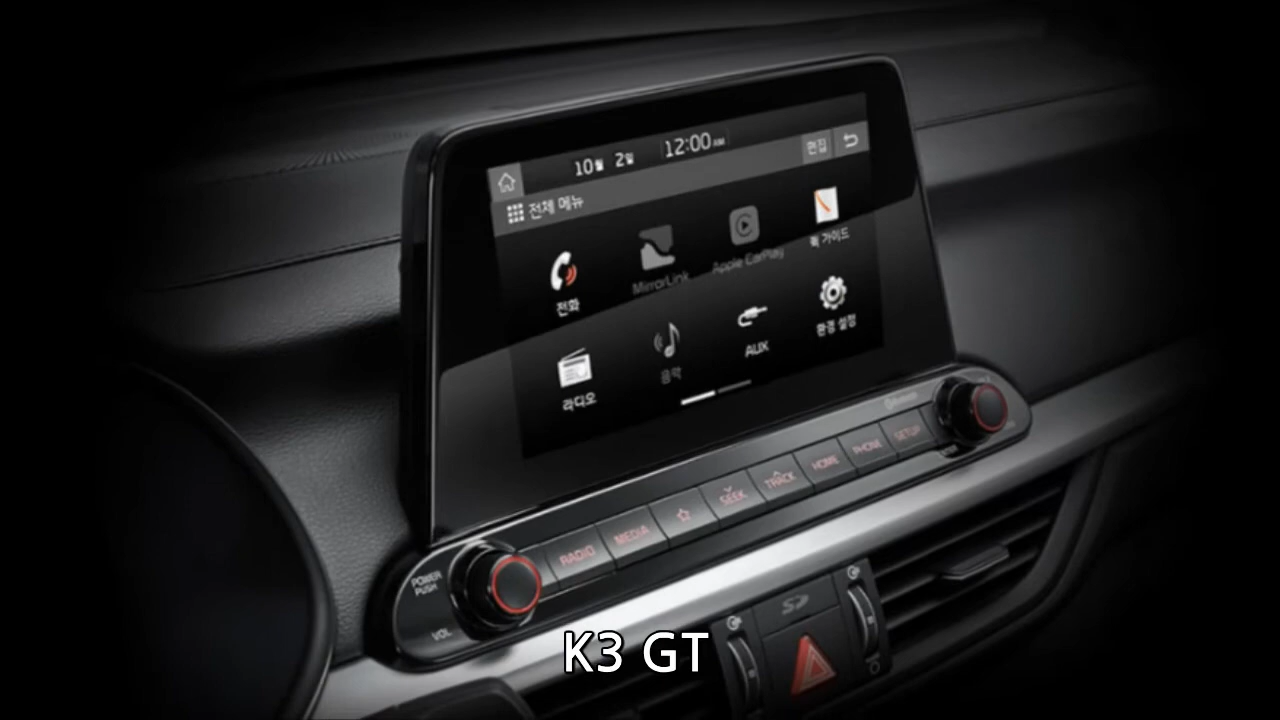 10월 2일 12:00 AM
편집
전체 메뉴
전화
MirrorLink
Apple CarPlay
퀵 가이드
라디오
음악
AUX
환경 설정
POWER
PUSH
VOL
RADIO
MEDIA
SEEK
TRACK
HOME
PHONE
SETUP
SD
K3 GT